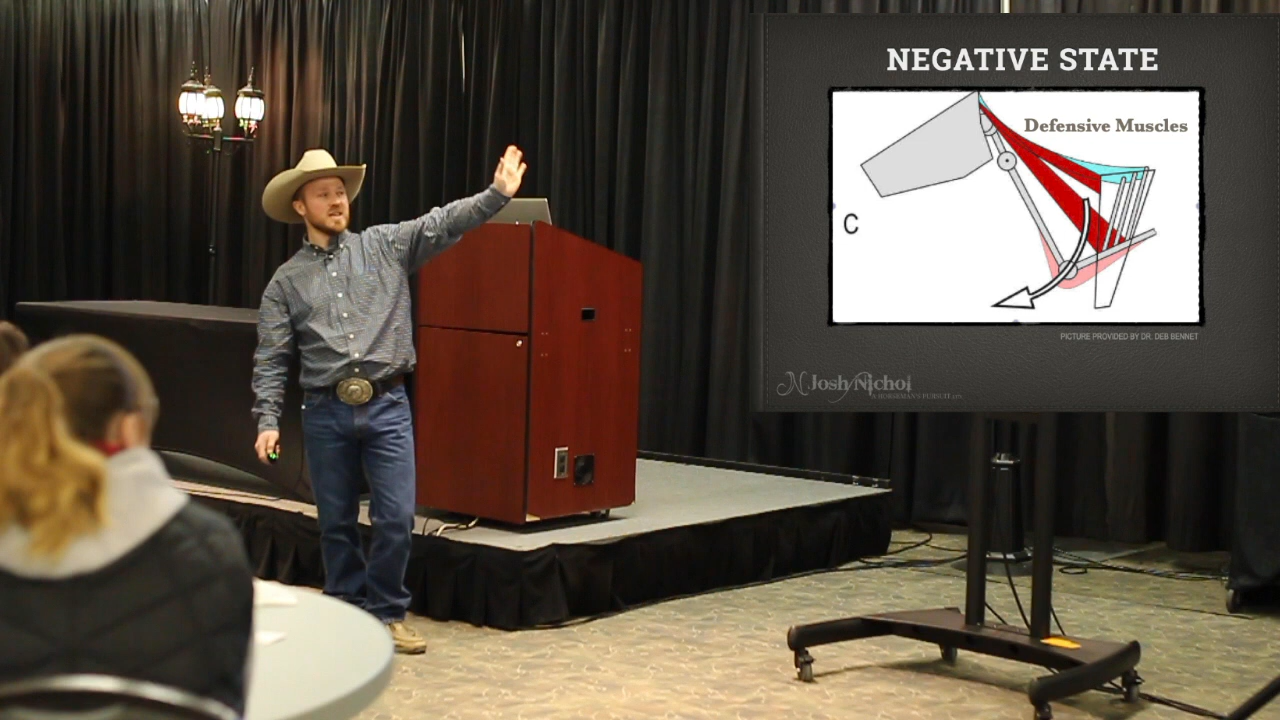 NEGATIVE STATE
Defensive Muscles
C
PICTURE PROVIDED BY DR. DEB BENNET
Josh Nichol